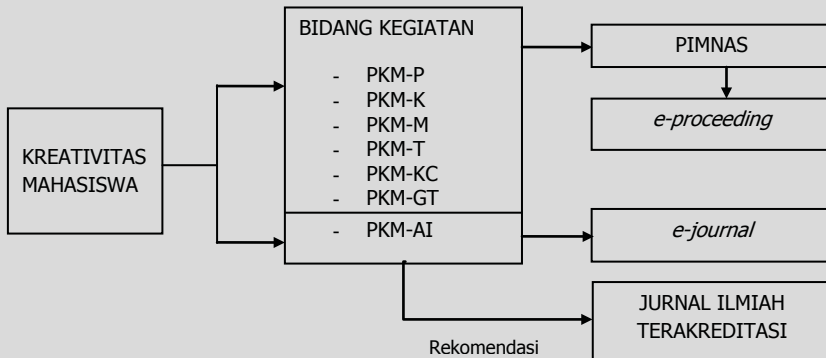 KREATIVITAS
MAHASISWA
BIDANG KEGIATAN
- PKM-P
- PKM-K
- PKM-M
- PKM-T
- PKM-KC
- PKM-GT
- PKM-AI
PIMNAS
e-proceeding
e-journal
JURNAL ILMIAH
TERAKREDITASI
Rekomendasi